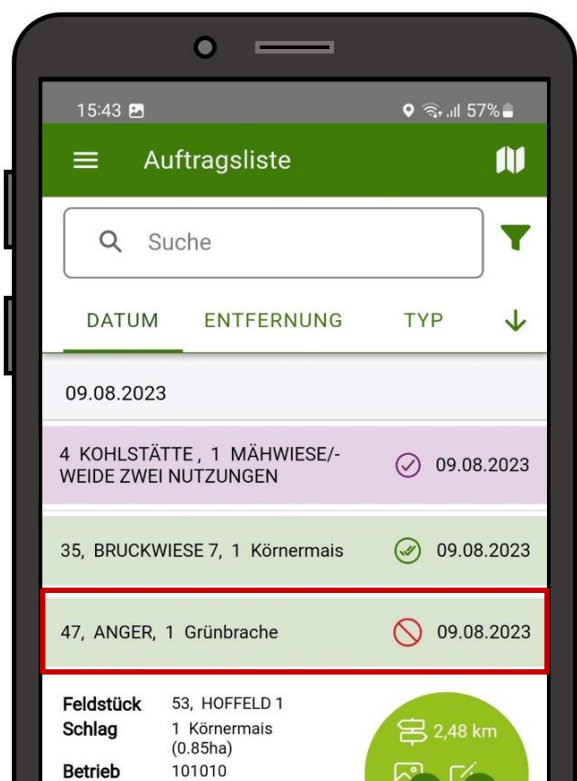 15:43 57%
Auftragsliste
Suche
DATUM ENTFERNUNG TYP
09.08.2023
4 KOHLSTÄTTE , 1 MÄHWIESE/-
WEIDE ZWEI NUTZUNGEN 09.08.2023
35, BRUCKWIESE 7, 1 Körnermais 09.08.2023
47, ANGER, 1 Grünbrache 09.08.2023
Feldstück 53, HOFFELD 1
Schlag 1 Körnermais 2,48 km
(0.85ha)
Betrieb 101010